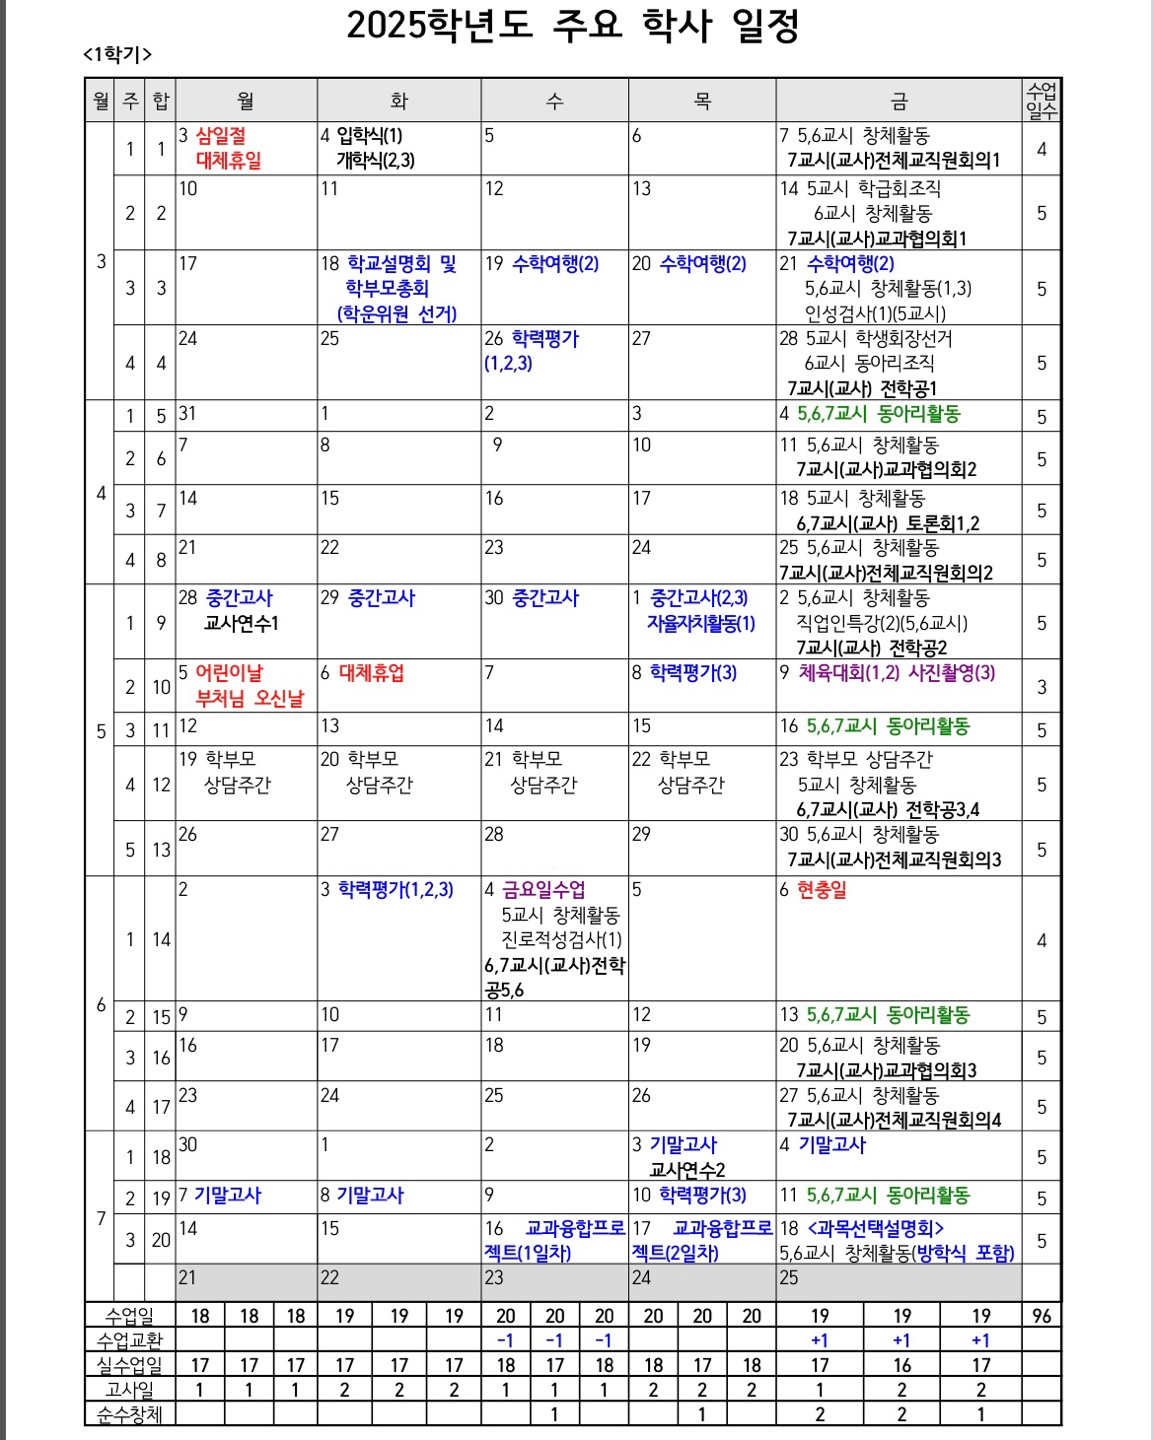 2025학년도 주요 학사 일정
<1학기>
월 주 합 월 화 수 목 금 수업
일수
3
1 1 3 삼일절
대체휴일
4 입학식(1)
개학식(2,3)
5
6
7 5,6교시 창체활동
7교시(교사)전체교직원회의1
4
2 2 10
11
12
13
14 5교시 학급회조직
6교시 창체활동
7교시(교사)교과협의회1
5
3 3 17
18 학교설명회 및
학부모총회
(학운위원 선거)
19 수학여행(2)
20 수학여행(2)
21 수학여행(2)
5,6교시 창체활동(1,3)
인성검사(1)(5교시)
5
4 4 24
25
26 학력평가
(1,2,3)
27
28 5교시 학생회장선거
6교시 동아리조직
7교시(교사) 전학공1
5
4
1 5 31
1
2
3
4 5,6,7교시 동아리활동
5
2 6 7
8
9
10
11 5,6교시 창체활동
7교시(교사)교과협의회2
5
3 7 14
15
16
17
18 5교시 창체활동
6,7교시(교사) 토론회1,2
5
4 8 21
22
23
24
25 5,6교시 창체활동
7교시(교사)전체교직원회의2
5
5
1 9 28 중간고사
교사연수1
29 중간고사
30 중간고사
1 중간고사(2,3)
자율자치활동(1)
2 5,6교시 창체활동
직업인특강(2)(5,6교시)
7교시(교사) 전학공2
5
2 10 5 어린이날
부처님 오신날
6 대체휴업
7
8 학력평가(3)
9 체육대회(1,2) 사진촬영(3)
3
3 11 12
13
14
15
16 5,6,7교시 동아리활동
5
4 12 19 학부모
상담주간
20 학부모
상담주간
21 학부모
상담주간
22 학부모
상담주간
23 학부모 상담주간
5교시 창체활동
6,7교시(교사) 전학공3,4
5
5 13 26
27
28
29
30 5,6교시 창체활동
7교시(교사)전체교직원회의3
5
6
1 14 2
3 학력평가(1,2,3)
4 금요일수업
5교시 창체활동
진로적성검사(1)
6,7교시(교사)전학
공5,6
5
6 현충일
4
2 15 9
10
11
12
13 5,6,7교시 동아리활동
5
3 16 16
17
18
19
20 5,6교시 창체활동
7교시(교사)교과협의회3
5
4 17 23
24
25
26
27 5,6교시 창체활동
7교시(교사)전체교직원회의4
5
7
1 18 30
1
2
3 기말고사
교사연수2
4 기말고사
5
2 19 7 기말고사
8 기말고사
9
10 학력평가(3)
11 5,6,7교시 동아리활동
5
3 20 14
15
16 교과융합프로
젝트(1일차)
17 교과융합프로
젝트(2일차)
18 <과목선택설명회>
5,6교시 창체활동(방학식 포함)
5
21
22
23
24
25
수업일 18 18 18 19 19 19 20 20 20 20 20 20 19 19 19 96
수업교환 -1 -1 -1 +1 +1 +1
실수업일 17 17 17 17 17 17 18 17 18 18 17 18 17 16 17
고사일 1 1 1 2 2 2 1 1 1 2 2 2 1 2 2
순수창체 1 1 2 2 1